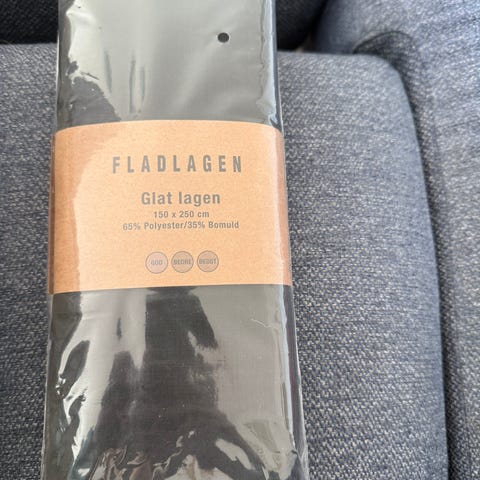 FLADLAGEN
Glat lagen
150 x 250 cm
65% Polyester/35% Bomuld
GOD BEDRE BEDST